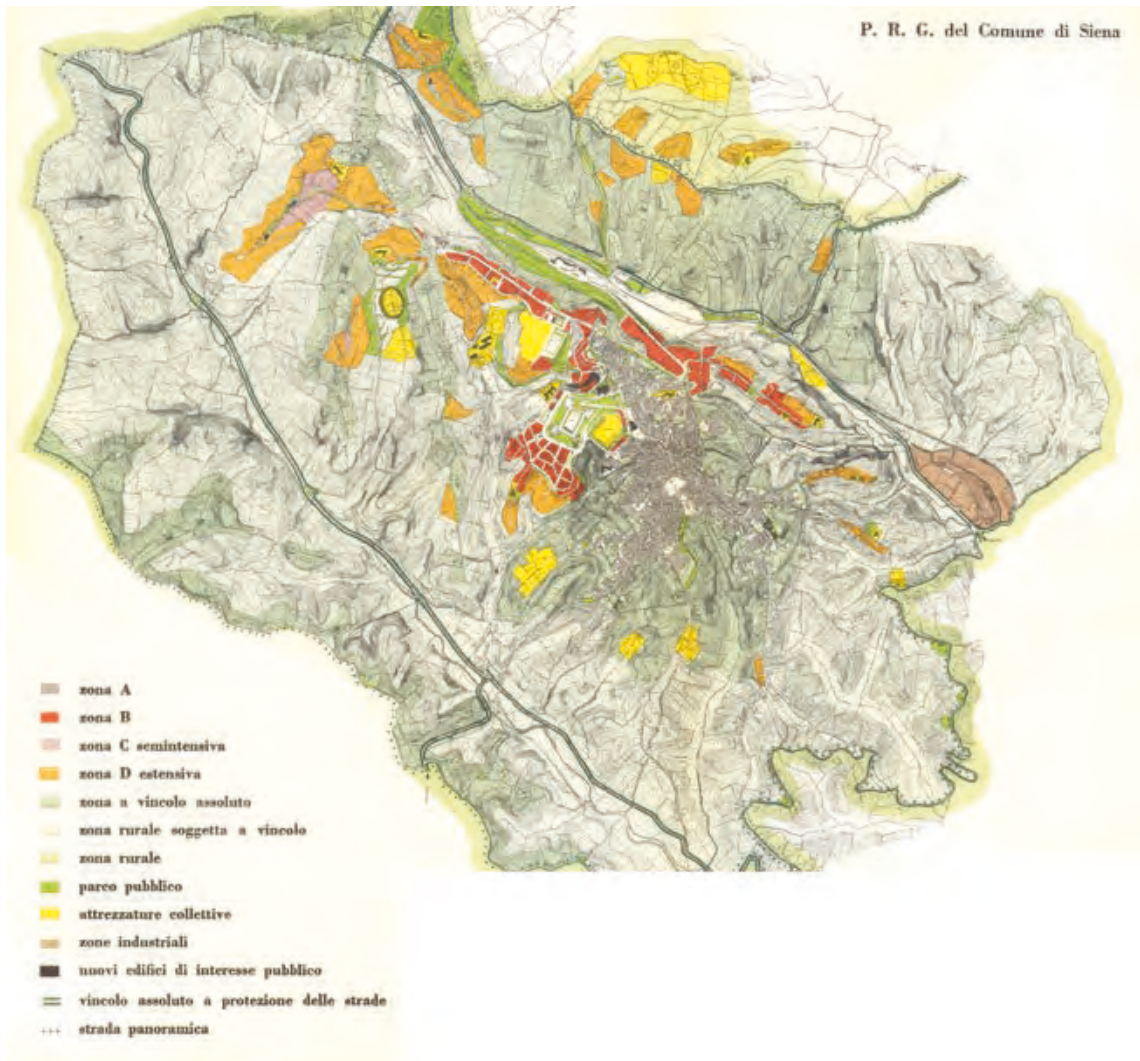 P. R. G. del Comune di Siena
zona A
zona B
zona C semintensiva
zona D estensiva
zona a vincolo assoluto
zona rurale soggetta a vincolo
zona rurale
parco pubblico
attrezzature collettive
zone industriali
nuovi edifici di interesse pubblico
vincolo assoluto a protezione delle strade
strada panoramica